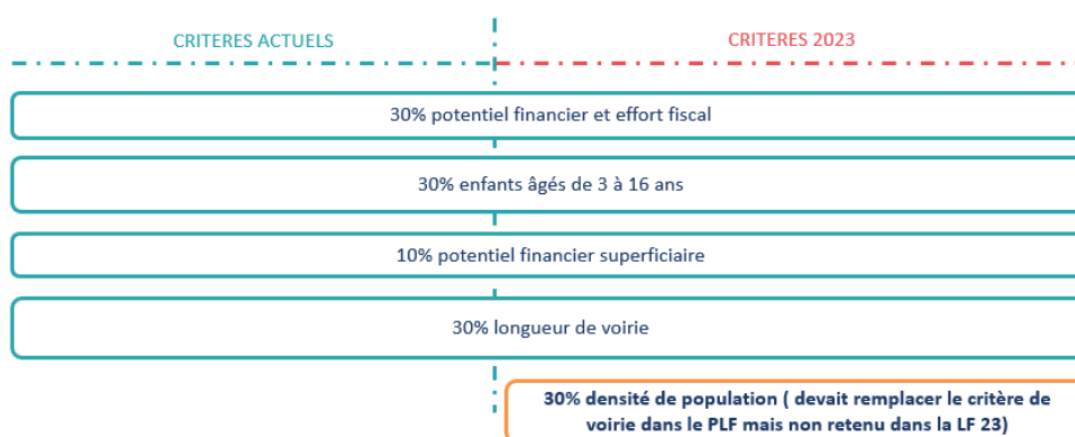 CRITERES ACTUELS
CRITERES 2023
30% potentiel financier et effort fiscal
30% enfants âgés de 3 à 16 ans
10% potentiel financier superficiaire
30% longueur de voirie
30% densité de population ( devait remplacer le critère de
voirie dans le PLF mais non retenu dans la LF 23)